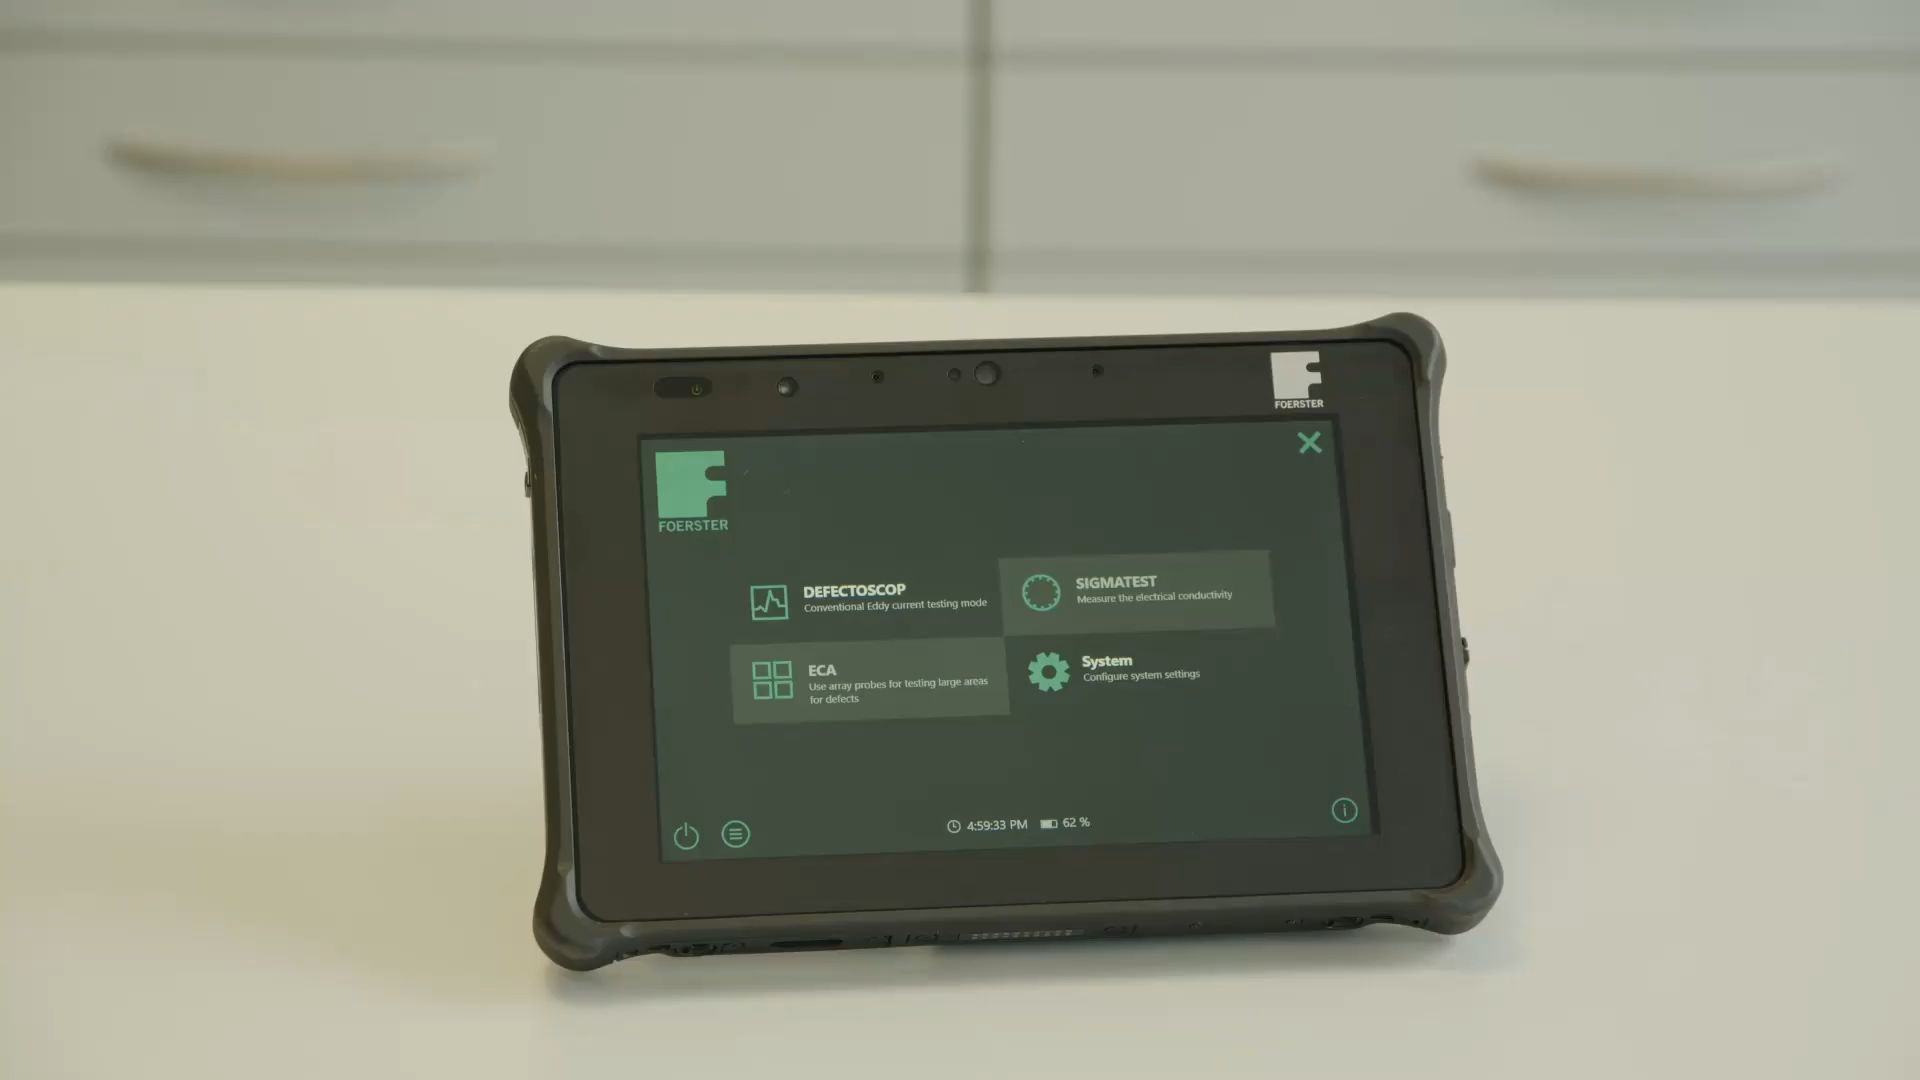 FOERSTER
FOERSTER
DEFECTOSCOP
Conventional Eddy current testing mode
SIGMATEST
Measure the electrical conductivity
ECA
Use array probes for testing large areas
for defects
System
Configure system settings
4:59:33 PM 62 %